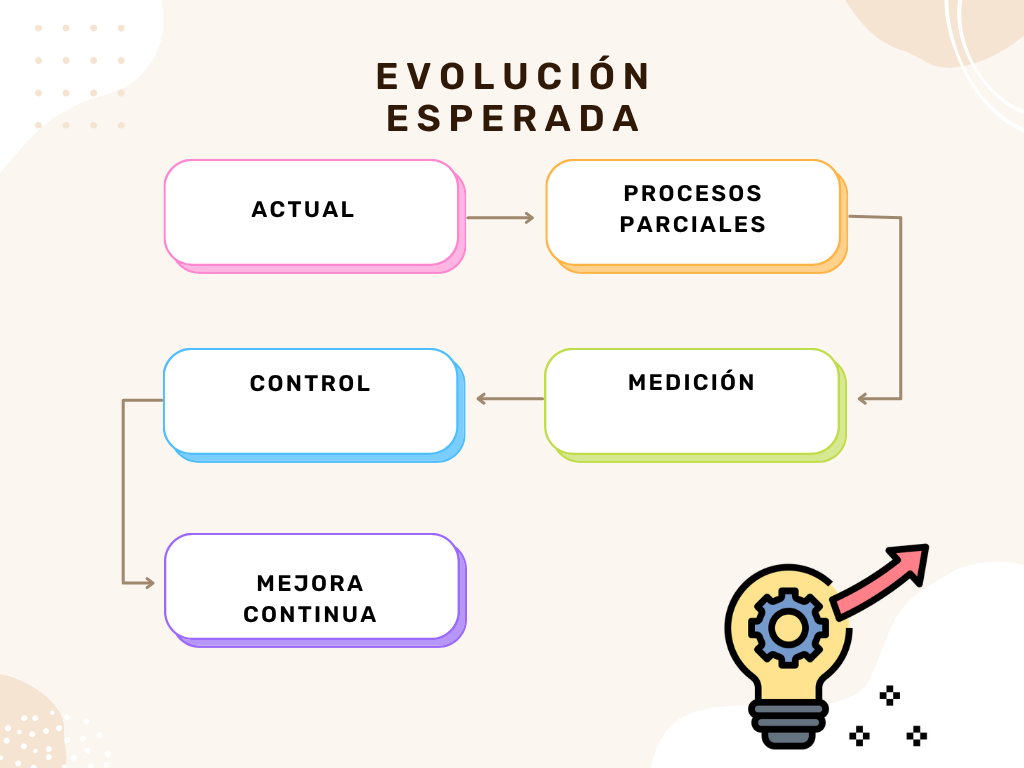 EVOLUCIÓN
ESPERADA
ACTUAL
PROCESOS
PARCIALES
MEDICIÓN
CONTROL
MEJORA
CONTINUA